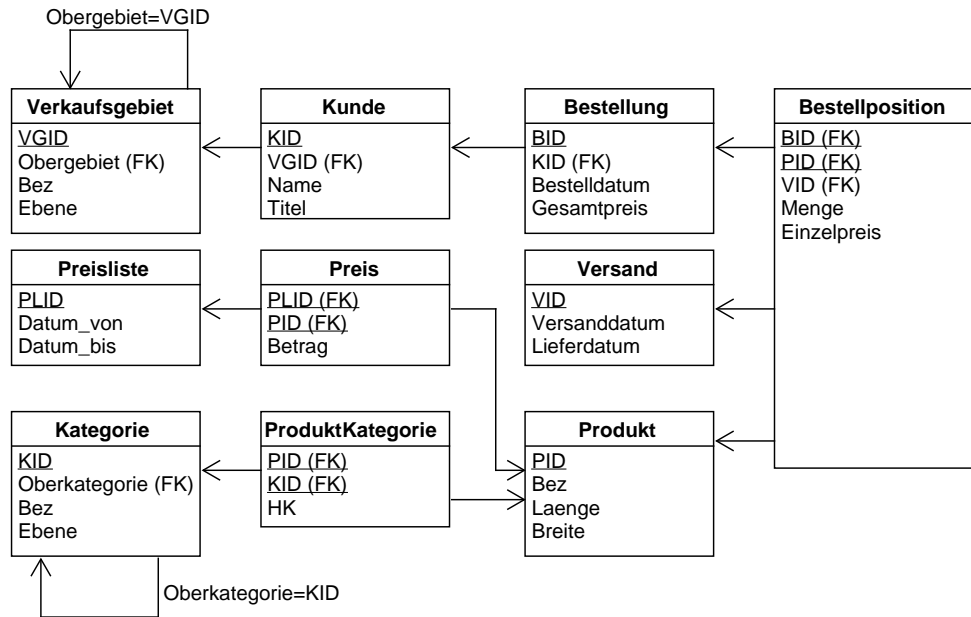 Obergebiet=VGID
Verkaufsgebiet
VGID
Obergebiet (FK)
Bez
Ebene
Kunde
KID
VGID (FK)
Name
Titel
Bestellung
BID
KID (FK)
Bestelldatum
Gesamtpreis
Bestellposition
BID (FK)
PID (FK)
VID (FK)
Menge
Einzelpreis
Preisliste
PLID
Datum_von
Datum_bis
Preis
PLID (FK)
PID (FK)
Betrag
Versand
VID
Versanddatum
Lieferdatum
Kategorie
KID
Oberkategorie (FK)
Bez
Ebene
ProduktKategorie
PID (FK)
KID (FK)
HK
Produkt
PID
Bez
Laenge
Breite
Oberkategorie=KID